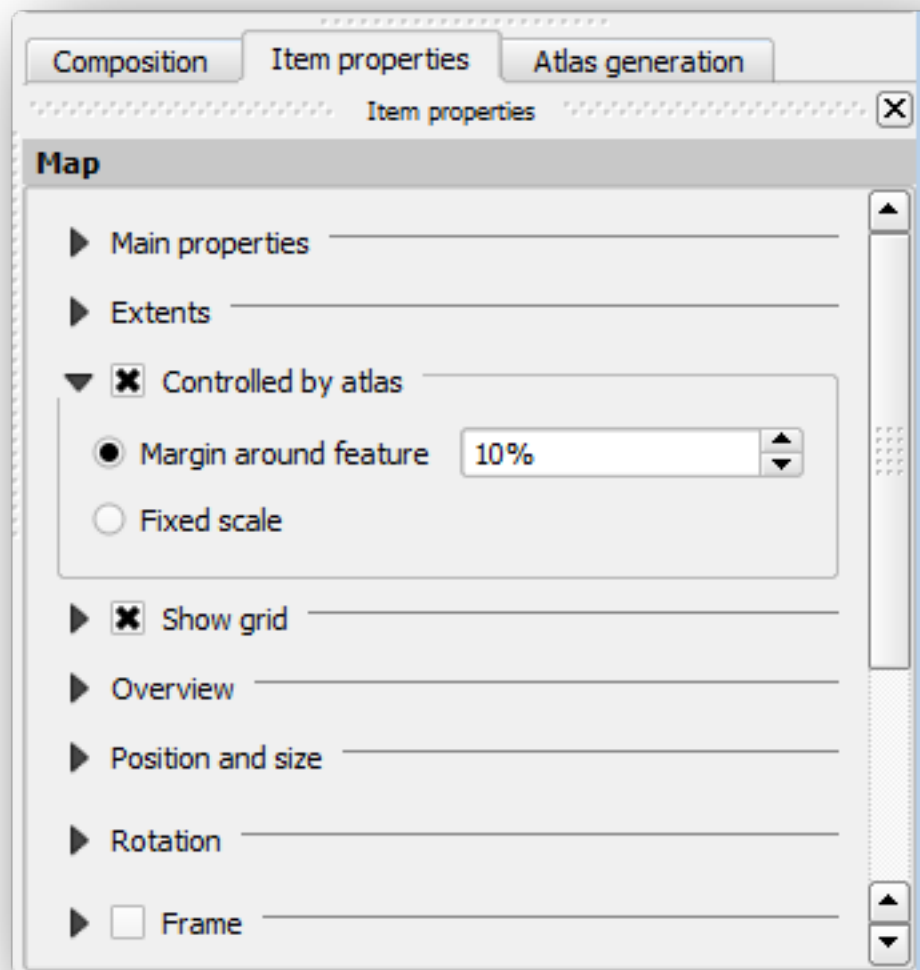 Composition Item properties Atlas generation
Item properties
Map
Main properties
Extents
Controlled by atlas
Margin around feature 10%
Fixed scale
Show grid
Overview
Position and size
Rotation
Frame